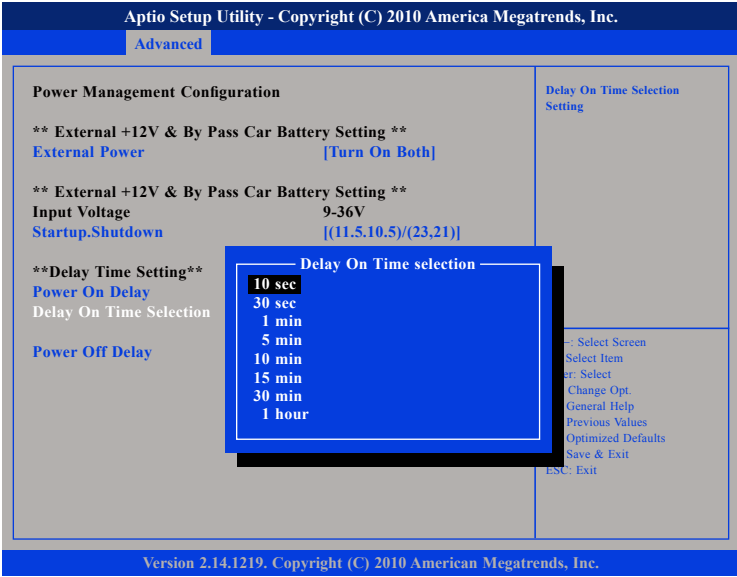 Aptio Setup Utility - Copyright (C) 2010 America Megatrends, Inc.
Advanced
Power Management Configuration
** External +12V & By Pass Car Battery Setting **
External Power [Turn On Both]
** External +12V & By Pass Car Battery Setting **
Input Voltage 9-36V
Startup.Shutdown [(11.5.10.5)/(23,21)]
**Delay Time Setting**
Power On Delay
Delay On Time Selection
Power Off Delay
Delay On Time selection
10 sec
30 sec
1 min
5 min
10 min
15 min
30 min
1 hour
Delay On Time Selection
Setting
: Select Screen
Select Item
: Select
Change Opt.
General Help
Previous Values
Optimized Defaults
Save & Exit
ESC: Exit
Version 2.14.1219. Copyright (C) 2010 American Megatrends, Inc.